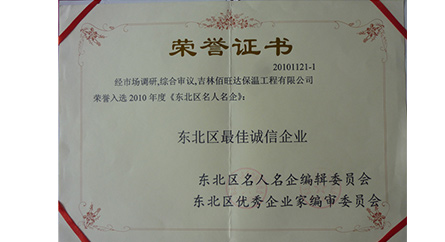 荣誉证书
20101121-1
经市场调研,综合审议,吉林佰旺达保温工程有限公司
荣誉入选2010年度《东北区名人名企》:
东北区最佳诚信企业
东北区名人名企编辑委员会
东北区优秀企业家编审委员会